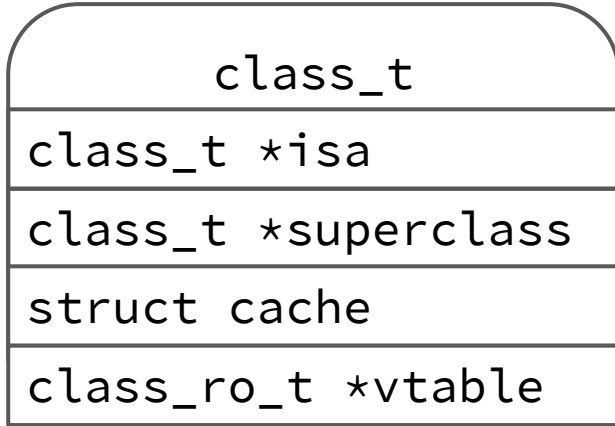 class_t
class_t *isa
class_t *superclass
struct cache
class_ro_t *vtable